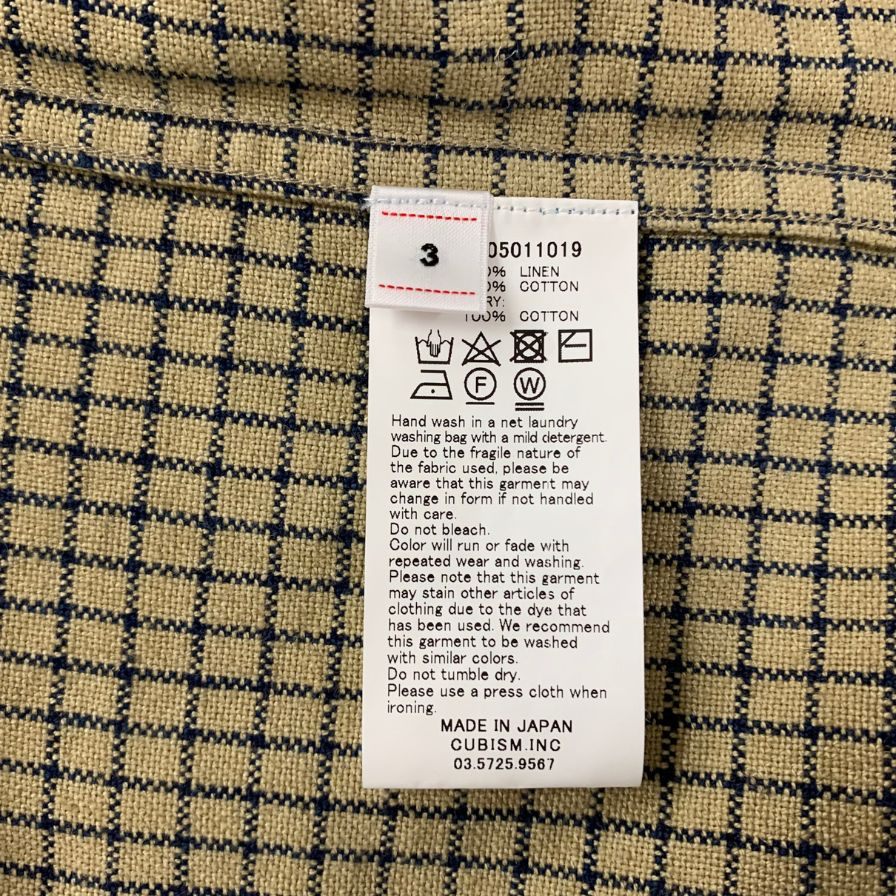 3
05011019
0% LINEN
0% COTTON
RY:
100% COTTON
F
W
Hand wash in a net laundry
washing bag with a mild detergent.
Due to the fragile nature of
the fabric used, please be
aware that this garment may
change in form if not handled
with care.
Do not bleach.
Color will run or fade with
repeated wear and washing.
Please note that this garment
may stain other articles of
clothing due to the dye that
has been used. We recommend
this garment to be washed
with similar colors.
Do not tumble dry.
Please use a press cloth when
ironing.
MADE IN JAPAN
CUBISM.INC
03.5725.9567